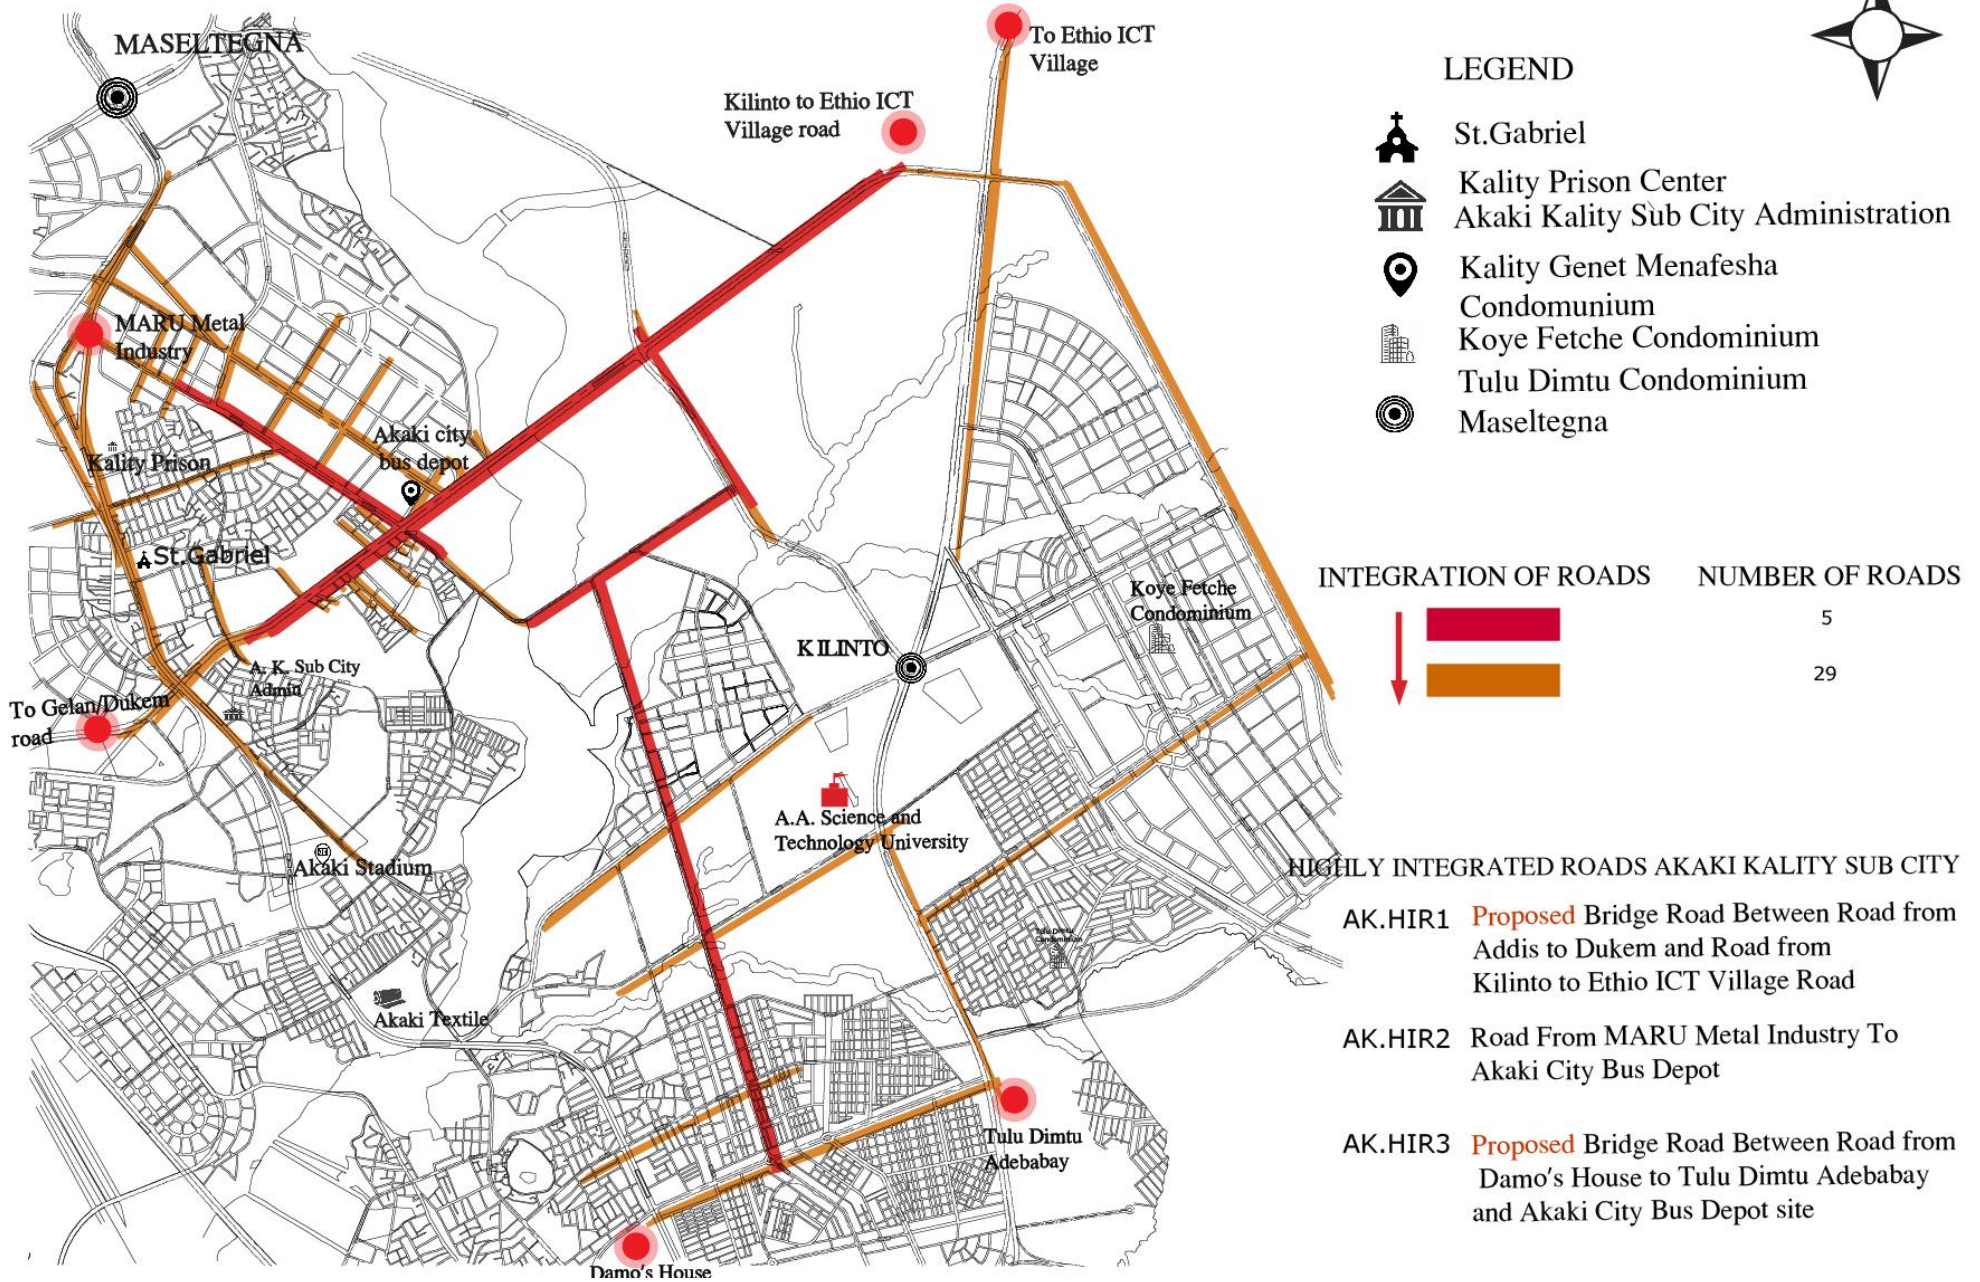 MASELTEGNA
To Ethio ICT
Village
Kilinto to Ethio ICT
Village road
MARU Metal
Industry
Akaki city
bus depot
Kality Prison
St.Gabriel
A. K. Sub City
Admin
To Gelan/Dukem
road
KILINTO
Koye Fetche
Condominium
A.A. Science and
Technology University
Akaki Stadium
Tulu Dimtu
Condominium
Akaki Textile
Tulu Dimtu
Adebabay
Damo's House
LEGEND
St.Gabriel
Kality Prison Center
Akaki Kality Sub City Administration
Kality Genet Menafesha
Condomunium
Koye Fetche Condominium
Tulu Dimtu Condominium
Maseltegna
INTEGRATION OF ROADS NUMBER OF ROADS
5
29
HIGHLY INTEGRATED ROADS AKAKI KALITY SUB CITY
AK.HIR1 Proposed Bridge Road Between Road from
Addis to Dukem and Road from
Kilinto to Ethio ICT Village Road
AK.HIR2 Road From MARU Metal Industry To
Akaki City Bus Depot
AK.HIR3 Proposed Bridge Road Between Road from
Damo's House to Tulu Dimtu Adebabay
and Akaki City Bus Depot site